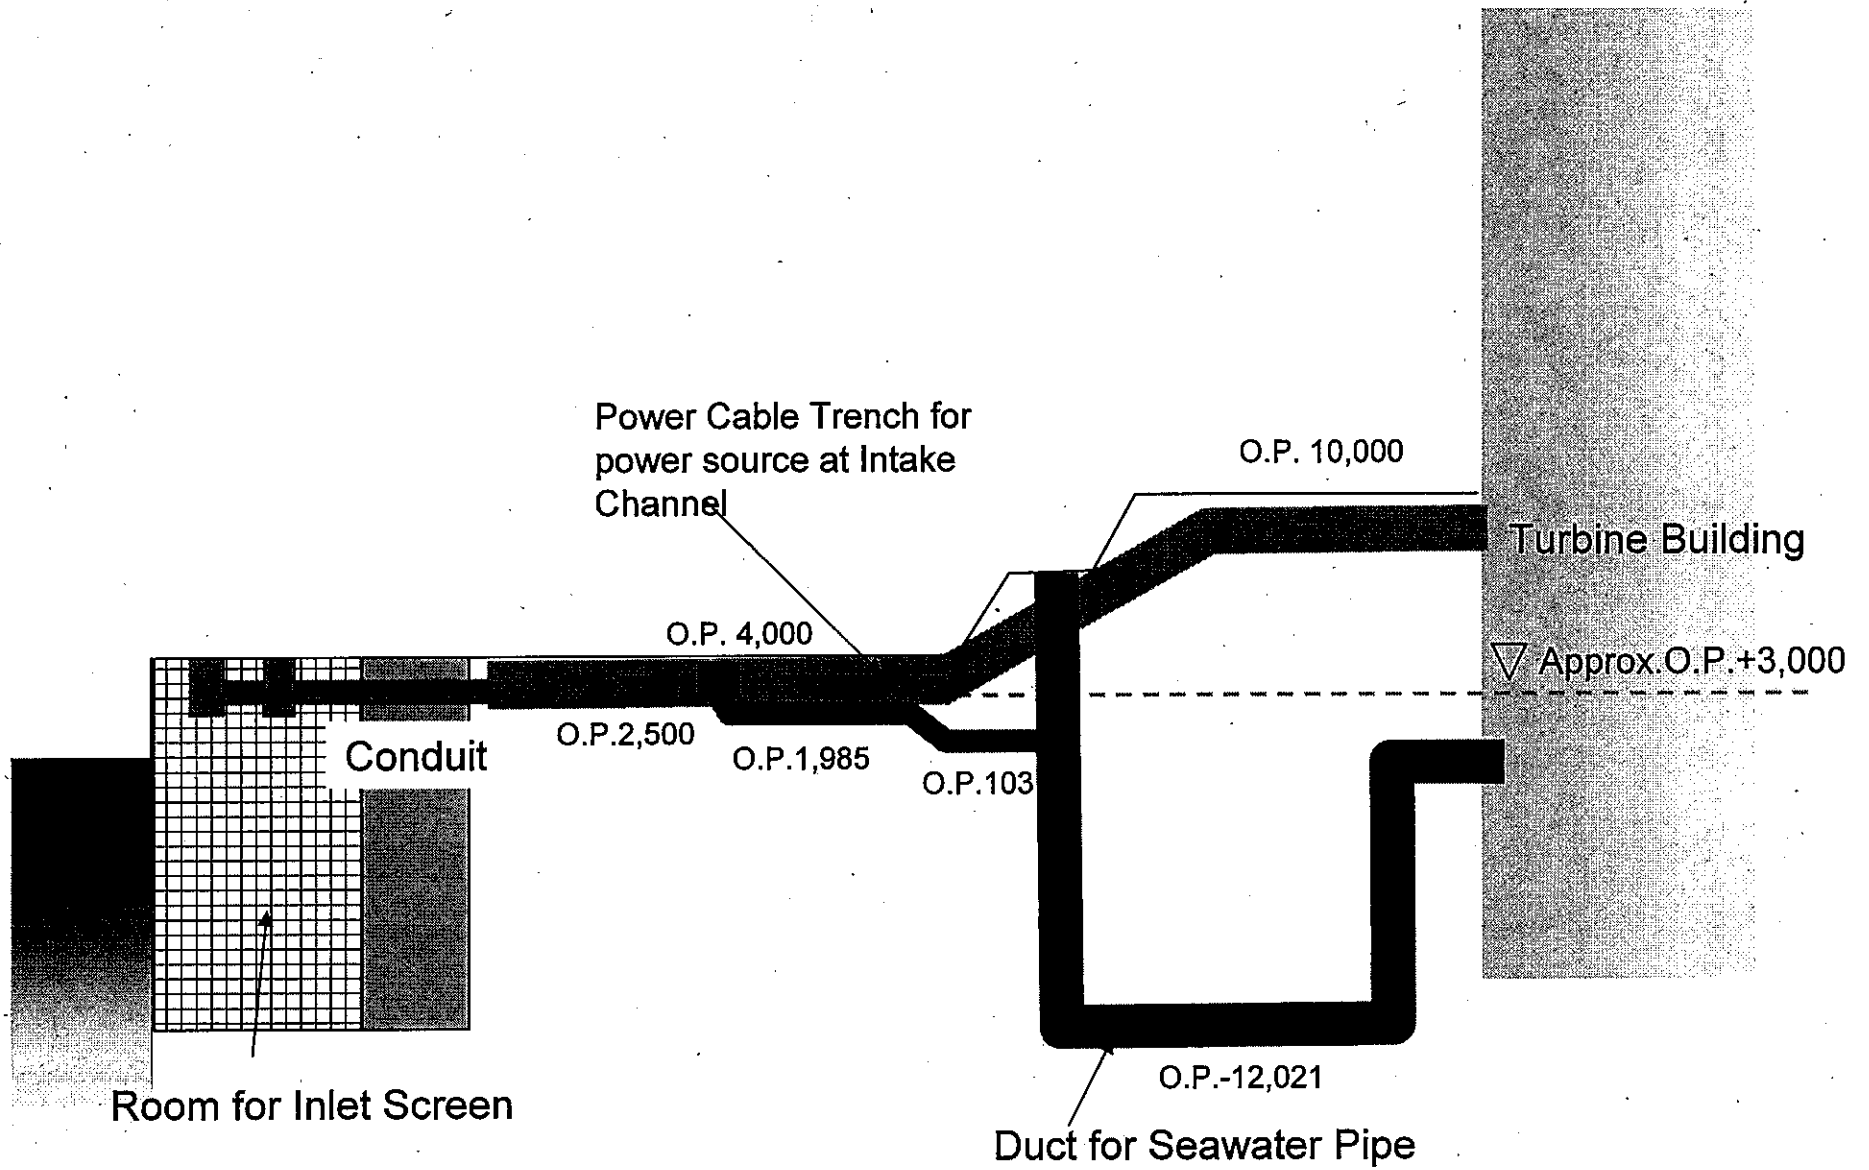 Power Cable Trench for
power source at Intake
Channel
O.P. 10,000
Turbine Building
O.P. 4,000
▽ Approx.O.P.+3,000
O.P.2,500
Conduit
O.P.1,985
O.P.103
O.P.-12,021
Room for Inlet Screen
Duct for Seawater Pipe